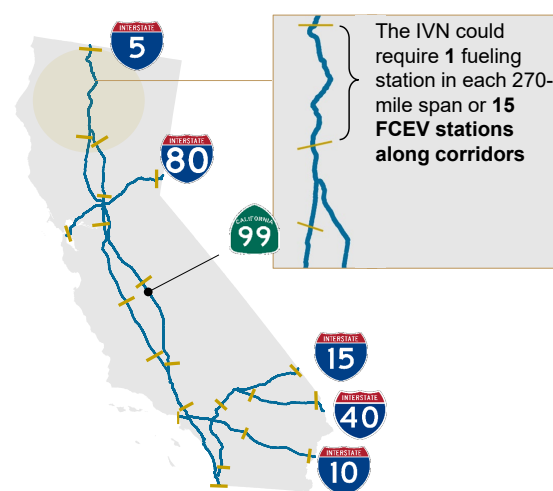 INTERSTATE
5
The IVN could
require 1 fueling
station in each 270-
mile span or 15
FCEV stations
along corridors
INTERSTATE
80
CALIFORNIA
99
INTERSTATE
15
INTERSTATE
40
INTERSTATE
10